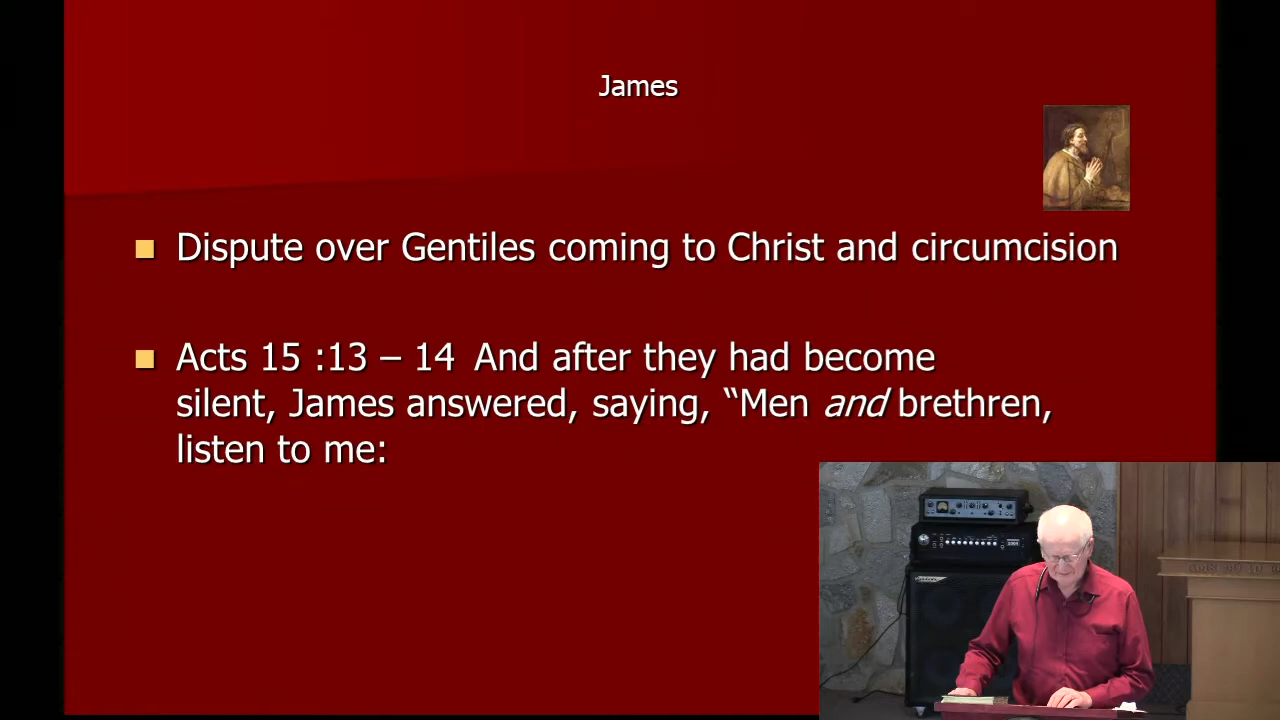 James
Dispute over Gentiles coming to Christ and circumcision
Acts 15 :13 – 14 And after they had become
silent, James answered, saying, “Men and brethren,
listen to me: